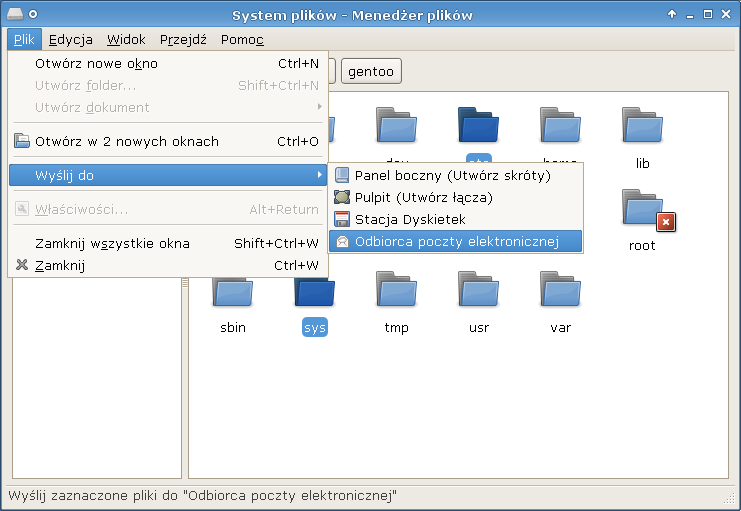 System plików - Menedżer plików
Plik Edycja Widok Przejdź Pomoc
Otwórz nowe okno Ctrl+N
Utwórz folder... Shift+Ctrl+N
Utwórz dokument
Otwórz w 2 nowych oknach Ctrl+O
Wyślij do
Właściwości... Alt+Return
Zamknij wszystkie okna Shift+Ctrl+W
Zamknij Ctrl+W
gentoo
lib
Panel boczny (Utwórz skróty)
Pulpit (Utwórz łącza)
Stacja Dyskietek
Odbiorca poczty elektronicznej
root
sbin sys tmp usr var
Wyślij zaznaczone pliki do "Odbiorca poczty elektronicznej"